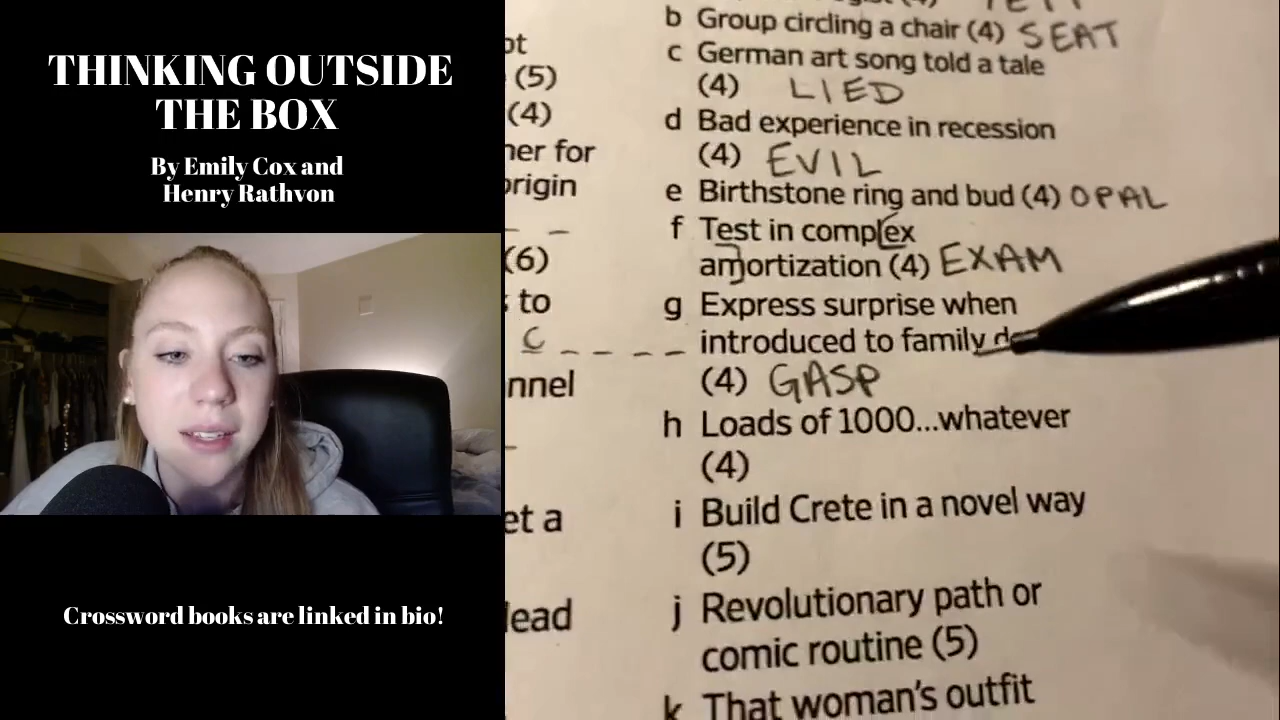 THINKING OUTSIDE
THE BOX
By Emily Cox and
Henry Rathvon
Crossword books are linked in bio!
(5)
(4)
for
origin
(6)
to
C
et a
lead
b Group circling a chair (4) SEAT
c German art song told a tale
(4) LIED
d Bad experience in recession
(4) EVIL
e Birthstone ring and bud (4) OPAL
f Test in complex
amortization (4) EXAM
g Express surprise when
introduced to family
(4) GASP
h Loads of 1000...whatever
(4)
i Build Crete in a novel way
(5)
j Revolutionary path or
comic routine (5)
k That woman's outfit